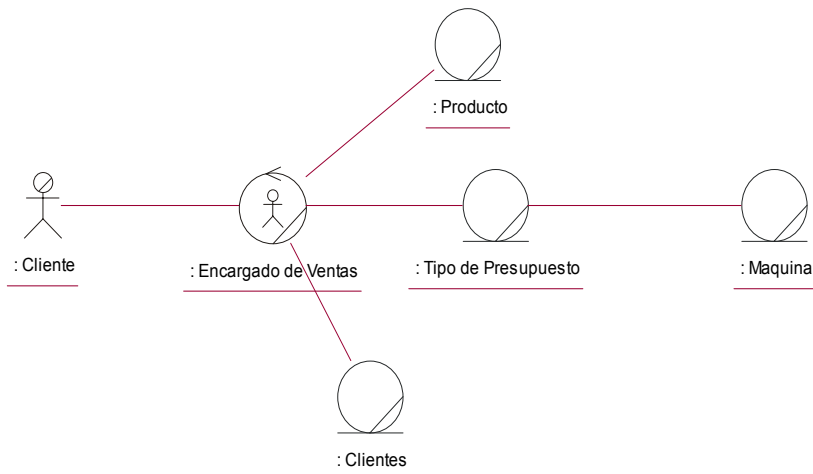 : Producto
: Cliente
: Encargado de Ventas
: Tipo de Presupuesto
: Maquina
: Clientes